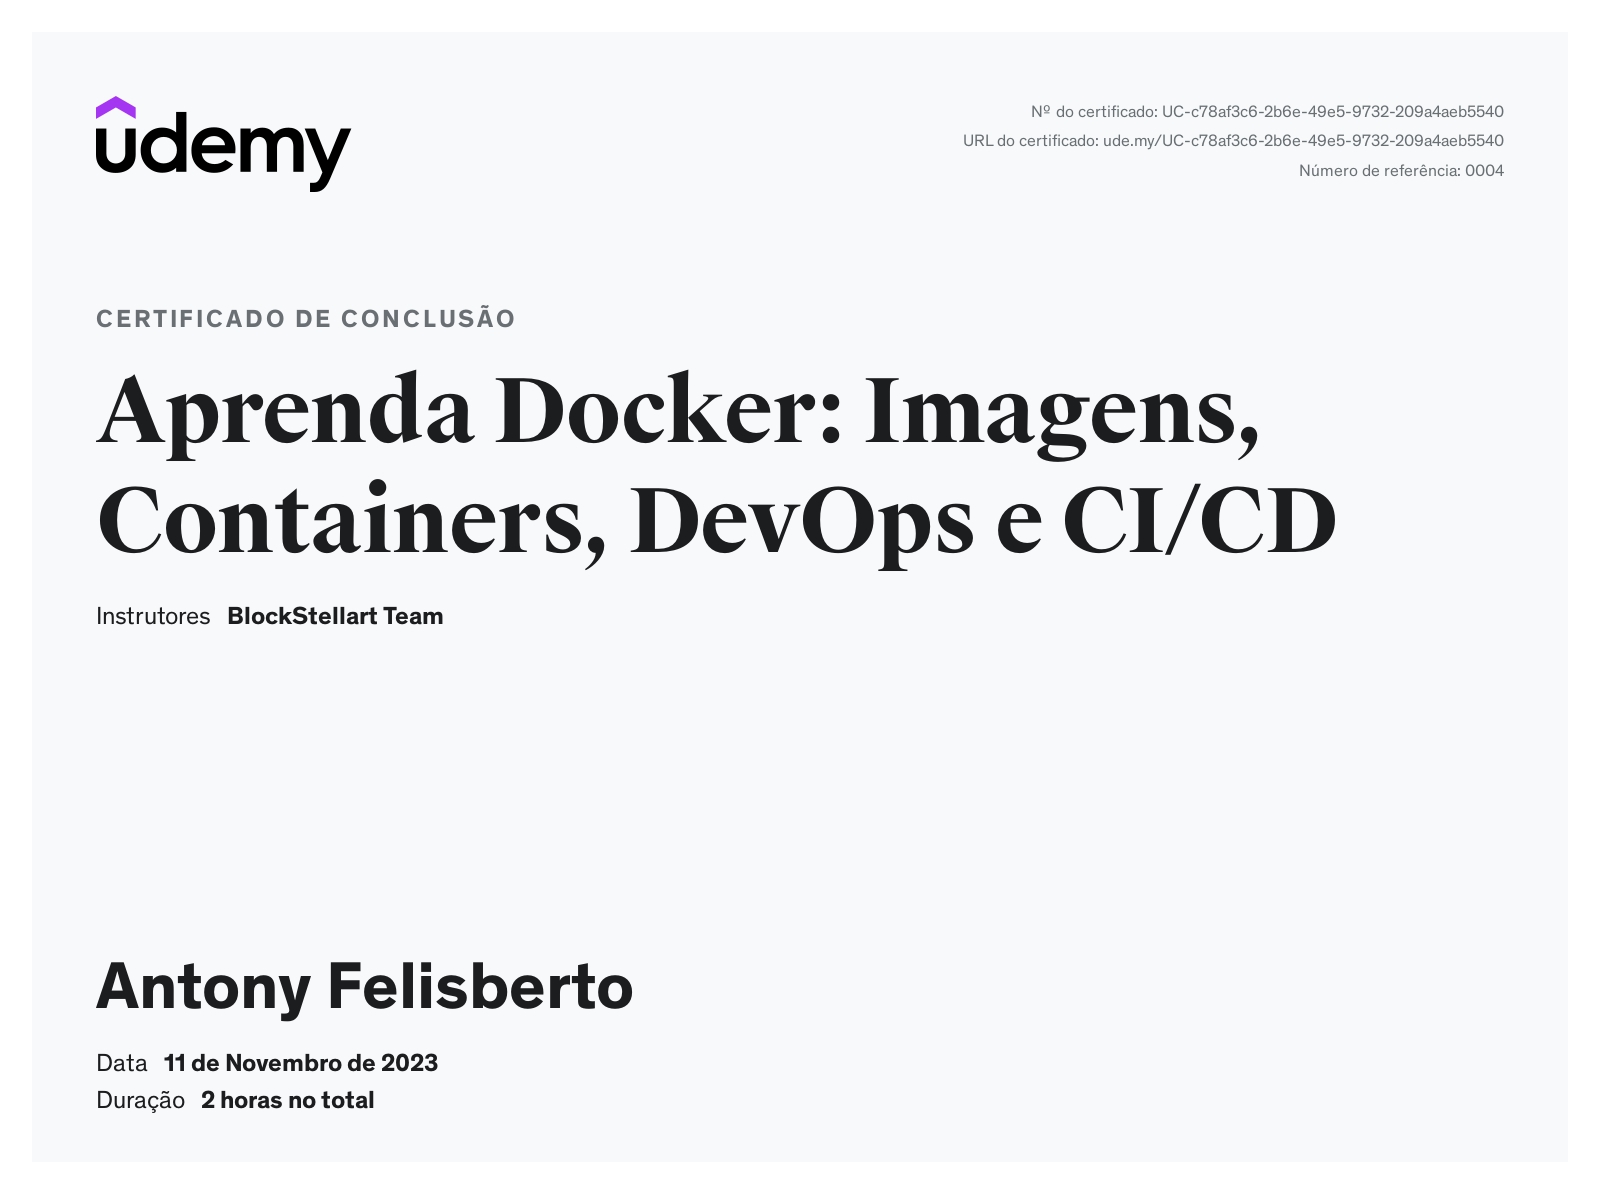 udemy
Nº do certificado: UC-c78af3c6-2b6e-49e5-9732-209a4aeb5540
URL do certificado: ude.my/UC-c78af3c6-2b6e-49e5-9732-209a4aeb5540
Número de referência: 0004
CERTIFICADO DE CONCLUSÃO
Aprenda Docker: Imagens,
Containers, DevOps e CI/CD
Instrutores BlockStellart Team
Antony Felisberto
Data 11 de Novembro de 2023
Duração 2 horas no total